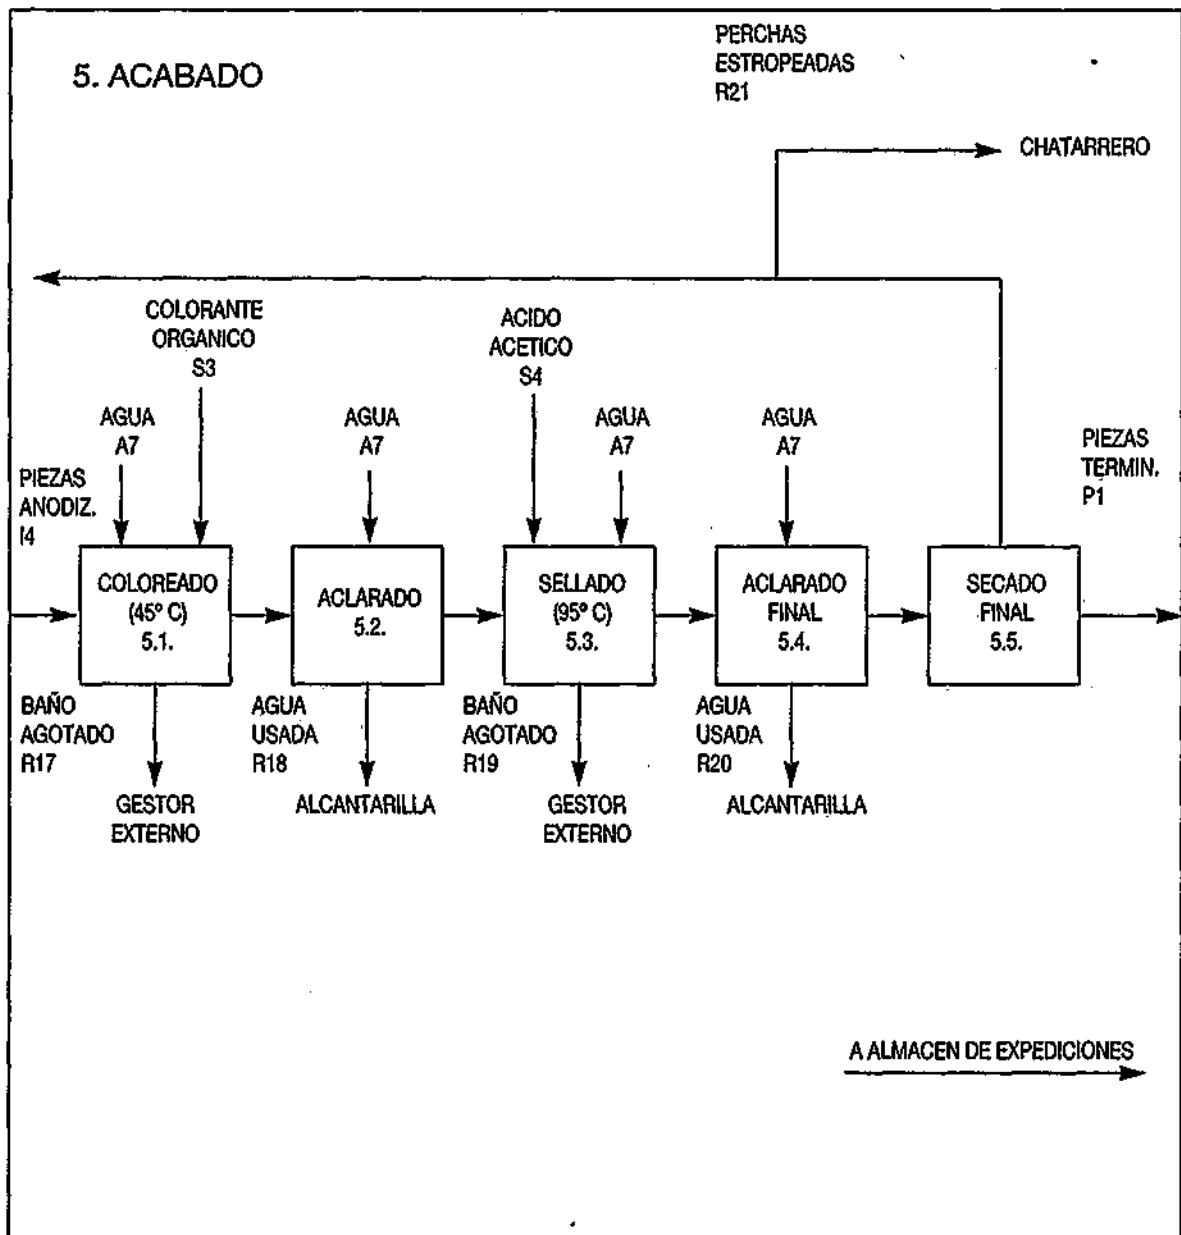 5. ACABADO
PERCHAS
ESTROPEADAS
R21
CHATARRERO
COLORANTE
ORGANICO
S3
ACIDO
ACETICO
S4
AGUA
A7
AGUA
A7
AGUA
A7
AGUA
A7
PIEZAS
ANODIZ.
I4
PIEZAS
TERMIN.
P1
COLOREADO
(45º C)
5.1.
ACLARADO
5.2.
SELLADO
(95º C)
5.3.
ACLARADO
FINAL
5.4.
SECADO
FINAL
5.5.
BAÑO
AGOTADO
R17
GESTOR
EXTERNO
AGUA
USADA
R18
ALCANTARILLA
BAÑO
AGOTADO
R19
GESTOR
EXTERNO
AGUA
USADA
R20
ALCANTARILLA
A ALMACEN DE EXPEDICIONES